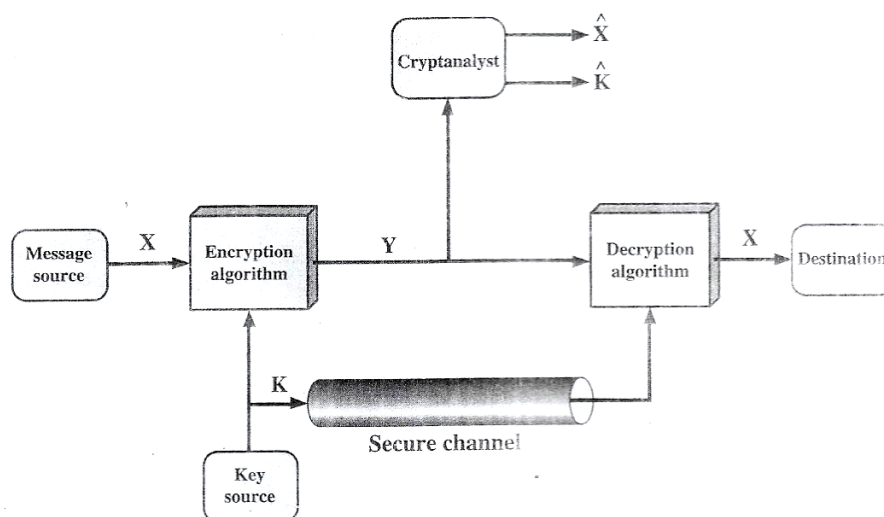 X̂
Cryptanalyst
K̂
Message
source
X
Encryption
algorithm
Y
Decryption
algorithm
X
Destination
K
Secure channel
Key
source